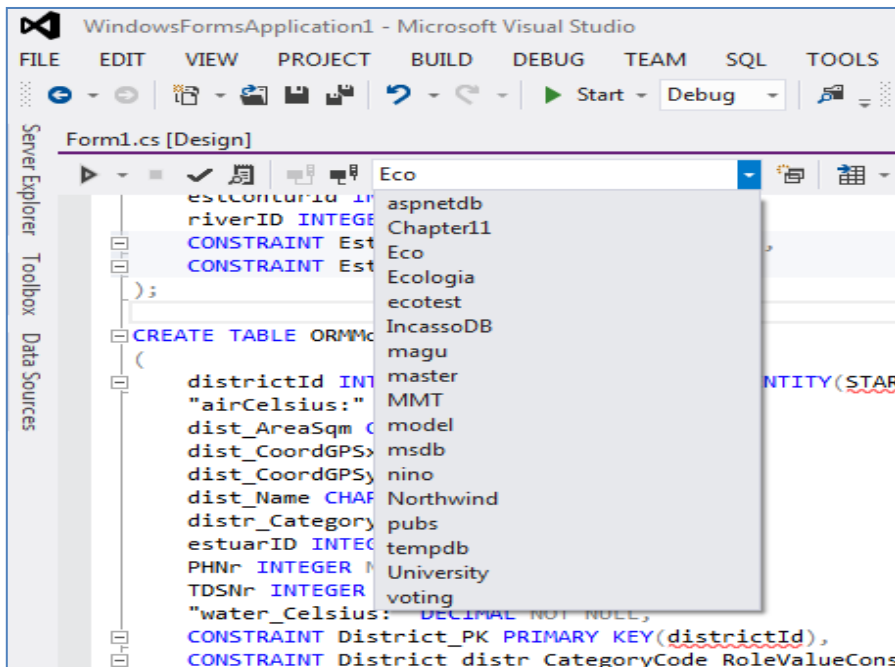 WindowsFormsApplication1 - Microsoft Visual Studio
FILE EDIT VIEW PROJECT BUILD DEBUG TEAM SQL TOOLS
Start Debug
Server Explorer
Toolbox
Data Sources
Form1.cs [Design]
Eco
aspnetdb
Chapter11
Eco
Ecologia
ecotest
IncassoDB
magu
master
MMT
model
msdb
nino
Northwind
pubs
tempdb
University
voting
riverID INTEGE
CONSTRAINT Est ,
CONSTRAINT Est
);
CREATE TABLE ORMMo
(
districtId INT NTITY(STAR
"airCelsius:"
dist_AreaSqm
dist_CoordGPSx
dist_CoordGPSy
dist_Name CHAR
distr_Category
estuarID INTEG
PHNr INTEGER N
TDSNr INTEGER
"water_Celsius: DECIMAL NOT NULL,
CONSTRAINT District_PK PRIMARY KEY(districtId),
CONSTRAINT District_distr_CategoryCode_RoleValueCons